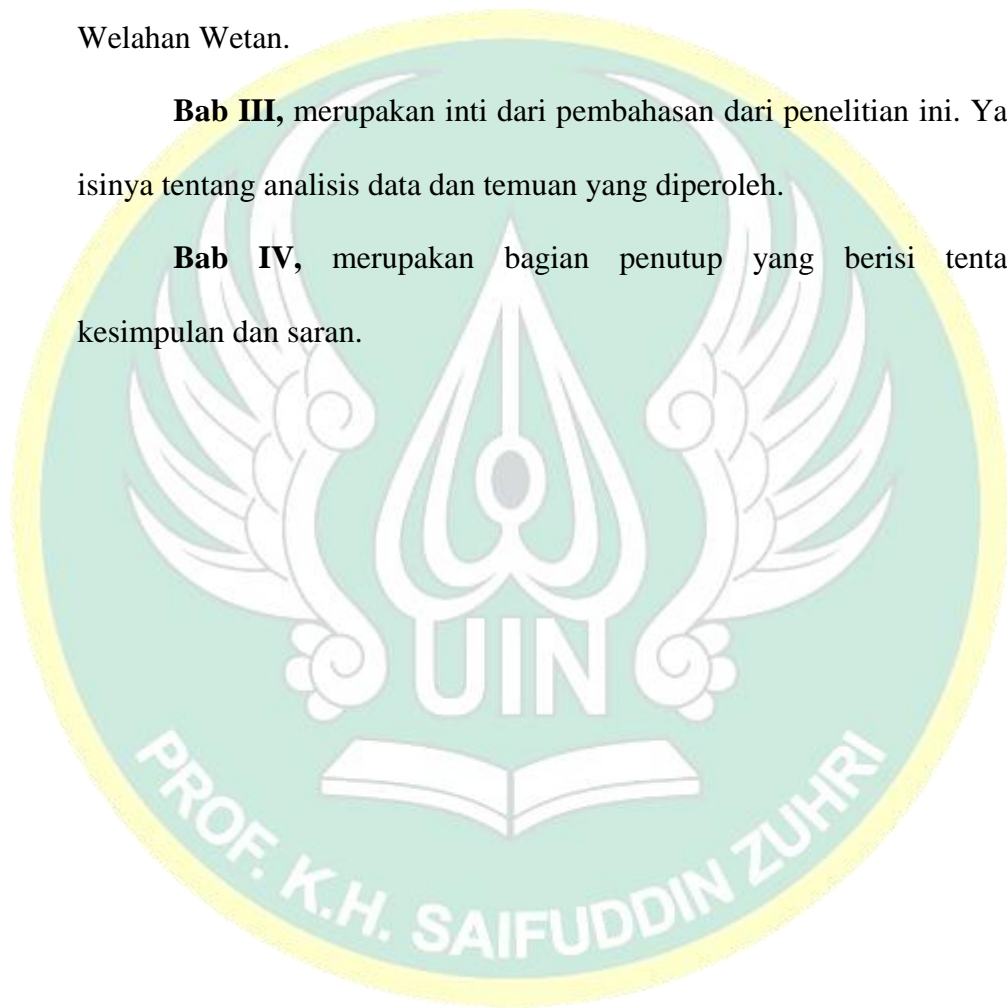 Welahan Wetan.
Bab III, merupakan inti dari pembahasan dari penelitian ini. Ya
isinya tentang analisis data dan temuan yang diperoleh.
Bab IV, merupakan bagian penutup yang berisi tenta
kesimpulan dan saran.
UIN
PROF. K.H. SAIFUDDIN ZUHRI